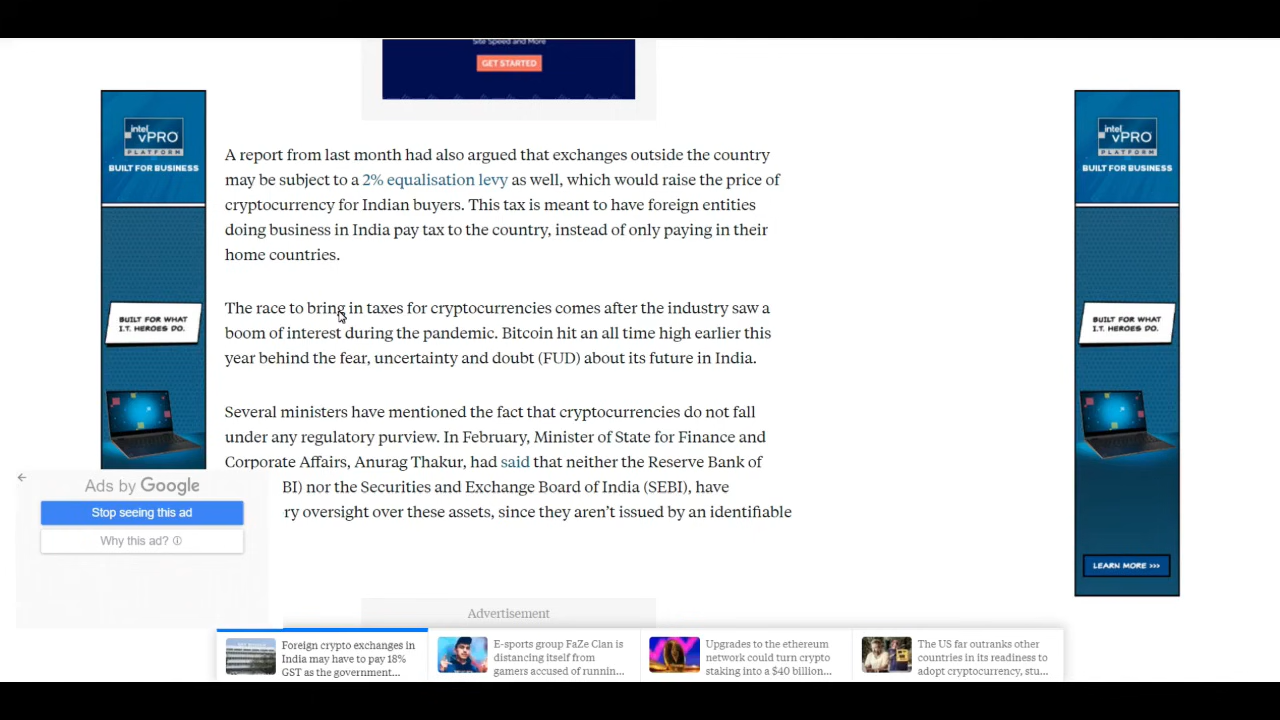 Site Speed and More
GET STARTED
intel
vPRO
PLATFORM
BUILT FOR BUSINESS
BUILT FOR WHAT
I.T. HEROES DO.
A report from last month had also argued that exchanges outside the country
may be subject to a 2% equalisation levy as well, which would raise the price of
cryptocurrency for Indian buyers. This tax is meant to have foreign entities
doing business in India pay tax to the country, instead of only paying in their
home countries.
The race to bring in taxes for cryptocurrencies comes after the industry saw a
boom of interest during the pandemic. Bitcoin hit an all time high earlier this
year behind the fear, uncertainty and doubt (FUD) about its future in India.
Several ministers have mentioned the fact that cryptocurrencies do not fall
under any regulatory purview. In February, Minister of State for Finance and
Corporate Affairs, Anurag Thakur, had said that neither the Reserve Bank of
BI) nor the Securities and Exchange Board of India (SEBI), have
ry oversight over these assets, since they aren't issued by an identifiable
intel
vPRO
PLATFORM
BUILT FOR BUSINESS
BUILT FOR WHAT
I.T. HEROES DO.
LEARN MORE >>>
Ads by Google
Stop seeing this ad
Why this ad?
Advertisement
Foreign crypto exchanges in
India may have to pay 18%
GST as the government...
E-sports group FaZe Clan is
distancing itself from
gamers accused of runnin...
Upgrades to the ethereum
network could turn crypto
staking into a $40 billion...
The US far outranks other
countries in its readiness to
adopt cryptocurrency, stu...